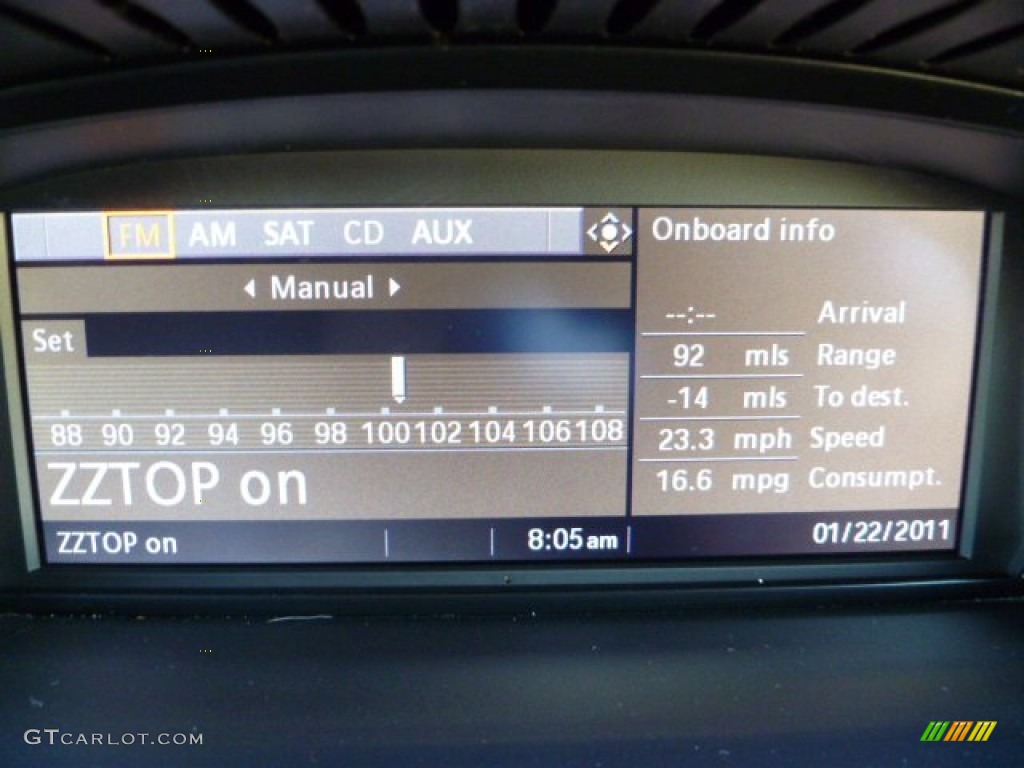 FM AM SAT CD AUX
Manual
Set
88 90 92 94 96 98 100 102 104 106 108
ZZTOP on
ZZTOP on 8:05am
Onboard info
--:-- Arrival
92 mls Range
-14 mls To dest.
23.3 mph Speed
16.6 mpg Consumpt.
01/22/2011
GTCARLOT.COM